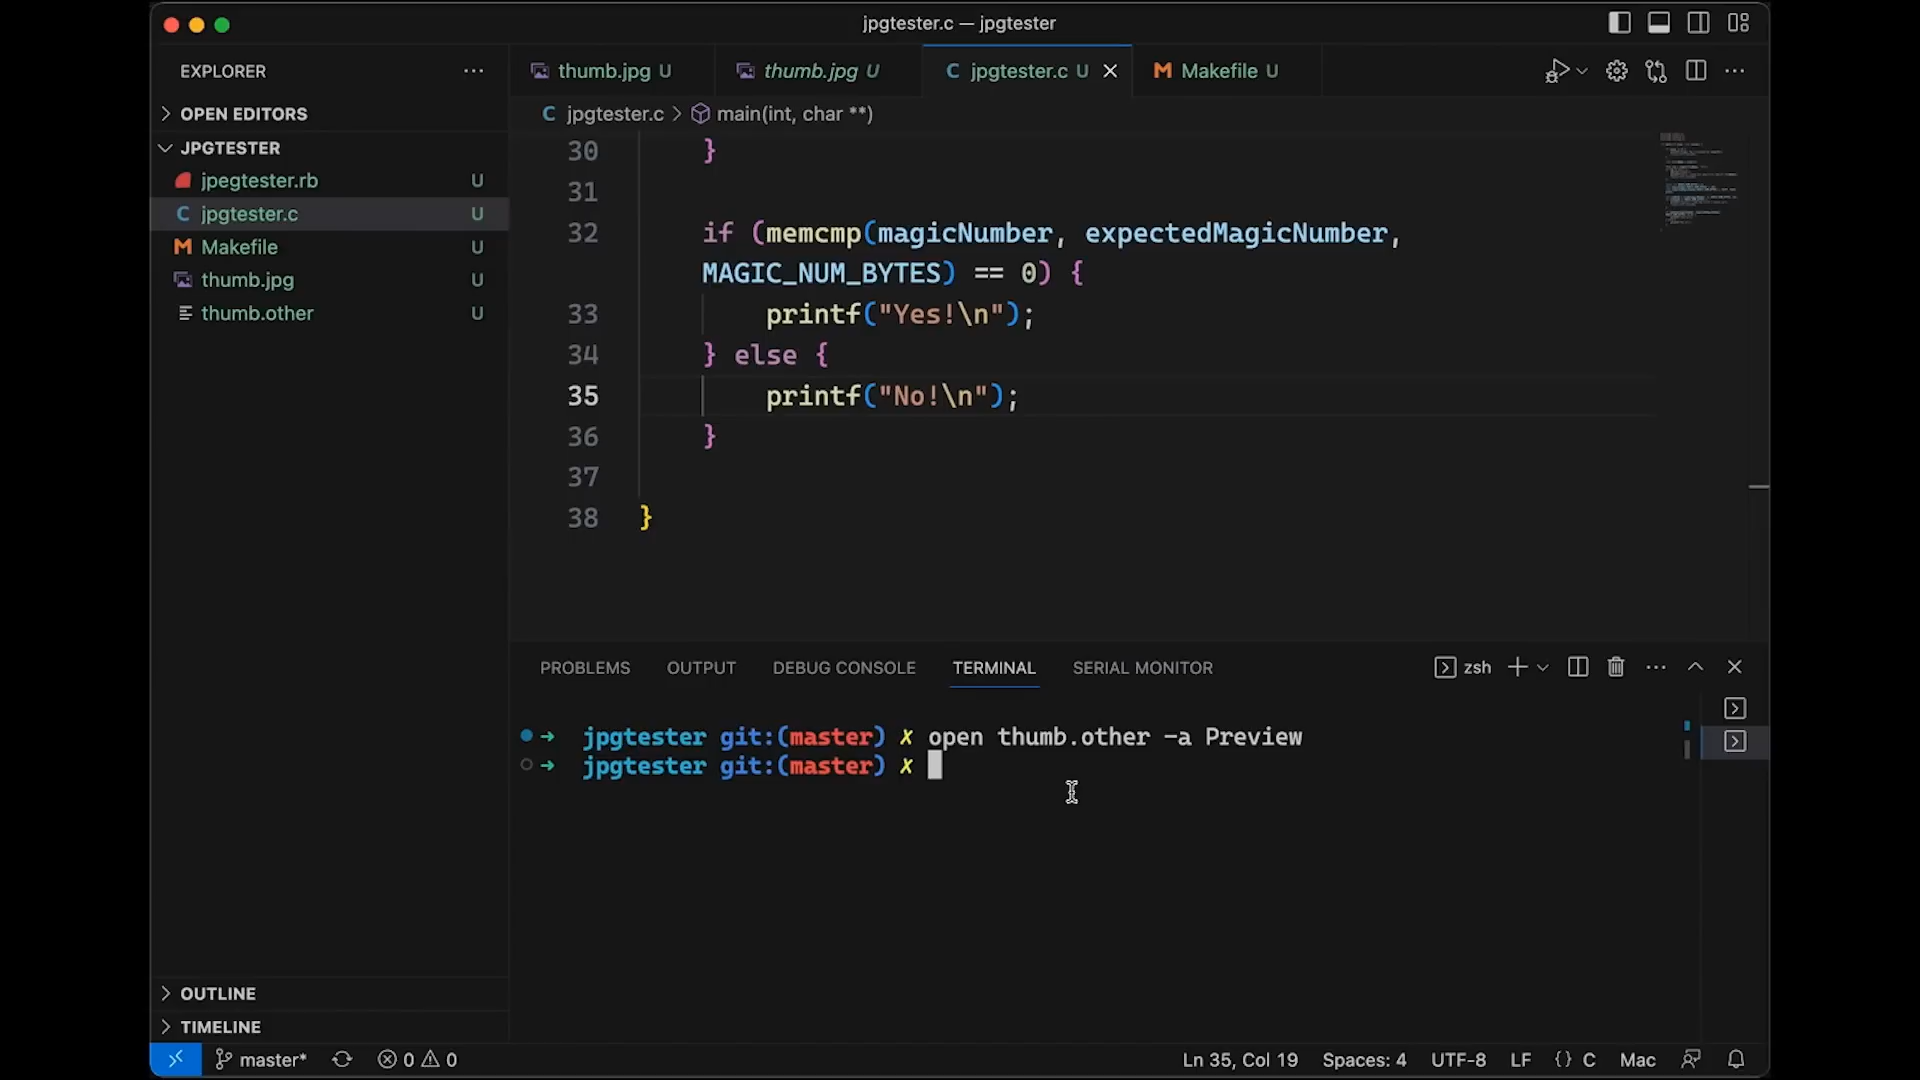 jpgtester.c — jpgtester
EXPLORER
OPEN EDITORS
JPGTESTER
jpegtester.rb U
jpgtester.c U
Makefile U
thumb.jpg U
thumb.other U
OUTLINE
TIMELINE
thumb.jpg U
thumb.jpg U
C jpgtester.c U
Makefile U
C jpgtester.c > main(int, char **)
30 }
31
32 if (memcmp(magicNumber, expectedMagicNumber,
MAGIC_NUM_BYTES) == 0) {
33 printf("Yes!\n");
34 } else {
35 printf("No!\n");
36 }
37
38 }
PROBLEMS OUTPUT DEBUG CONSOLE TERMINAL SERIAL MONITOR
zsh
→ jpgtester git:(master) ✗ open thumb.other -a Preview
→ jpgtester git:(master) ✗
master* 0 0 Ln 35, Col 19 Spaces: 4 UTF-8 LF {} C Mac